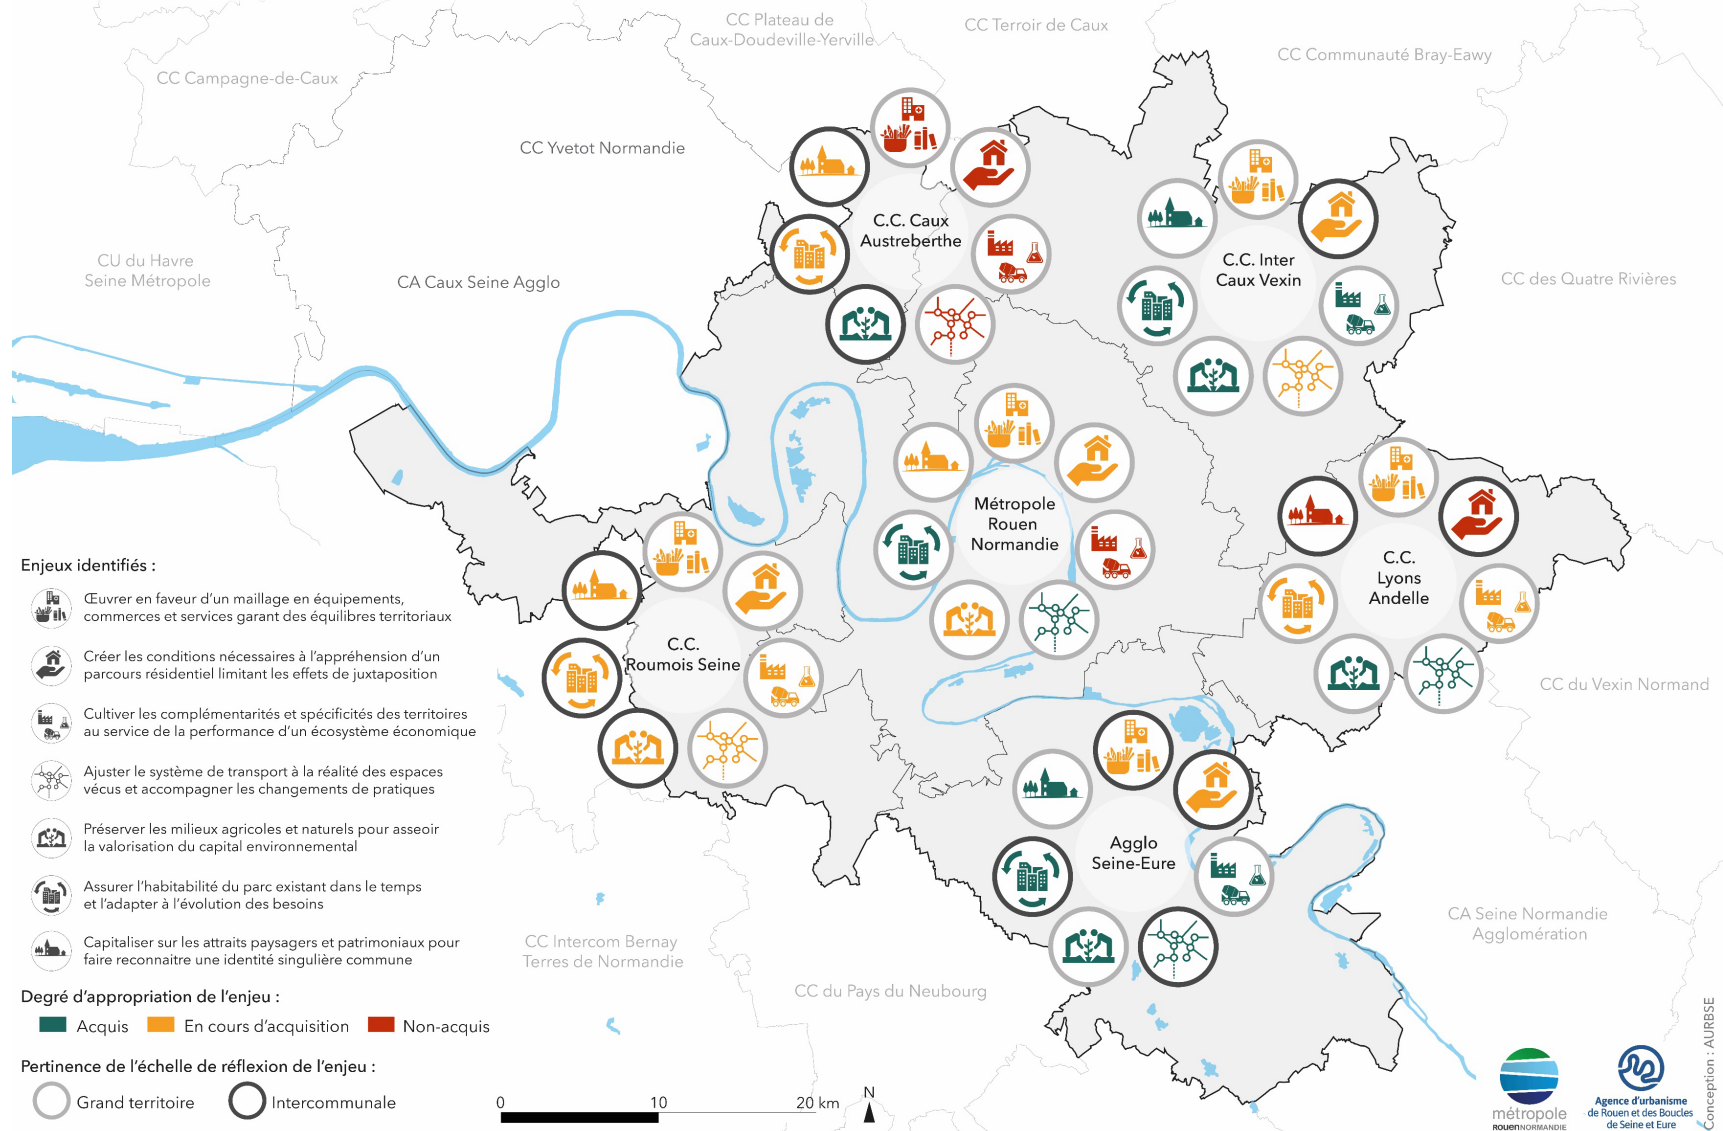 CC Plateau de
Caux-Doudeville-Yerville
CC Terroir de Caux
CC Communauté Bray-Eawy
CC Campagne-de-Caux
CC Yvetot Normandie
C.C. Caux
Austreberthe
C.C. Inter
Caux Vexin
CU du Havre
Seine Métropole
CA Caux Seine Agglo
CC des Quatre Rivières
Métropole
Rouen
Normandie
C.C.
Lyons
Andelle
C.C.
Roumois Seine
CC du Vexin Normand
Agglo
Seine-Eure
CA Seine Normandie
Agglomération
CC Intercom Bernay
Terres de Normandie
CC du Pays du Neubourg
Enjeux identifiés :
Œuvrer en faveur d’un maillage en équipements,
commerces et services garant des équilibres territoriaux
Créer les conditions nécessaires à l’appréhension d’un
parcours résidentiel limitant les effets de juxtaposition
Cultiver les complémentarités et spécificités des territoires
au service de la performance d’un écosystème économique
Ajuster le système de transport à la réalité des espaces
vécus et accompagner les changements de pratiques
Préserver les milieux agricoles et naturels pour asseoir
la valorisation du capital environnemental
Assurer l’habitabilité du parc existant dans le temps
et l’adapter à l’évolution des besoins
Capitaliser sur les attraits paysagers et patrimoniaux pour
faire reconnaitre une identité singulière commune
Degré d’appropriation de l’enjeu :
Acquis
En cours d’acquisition
Non-acquis
Pertinence de l’échelle de réflexion de l’enjeu :
Grand territoire
Intercommunale
0 10 20 km
N
métropole
ROUENNORMANDIE
Agence d’urbanisme
de Rouen et des Boucles
de Seine et Eure
Conception : AURBSE